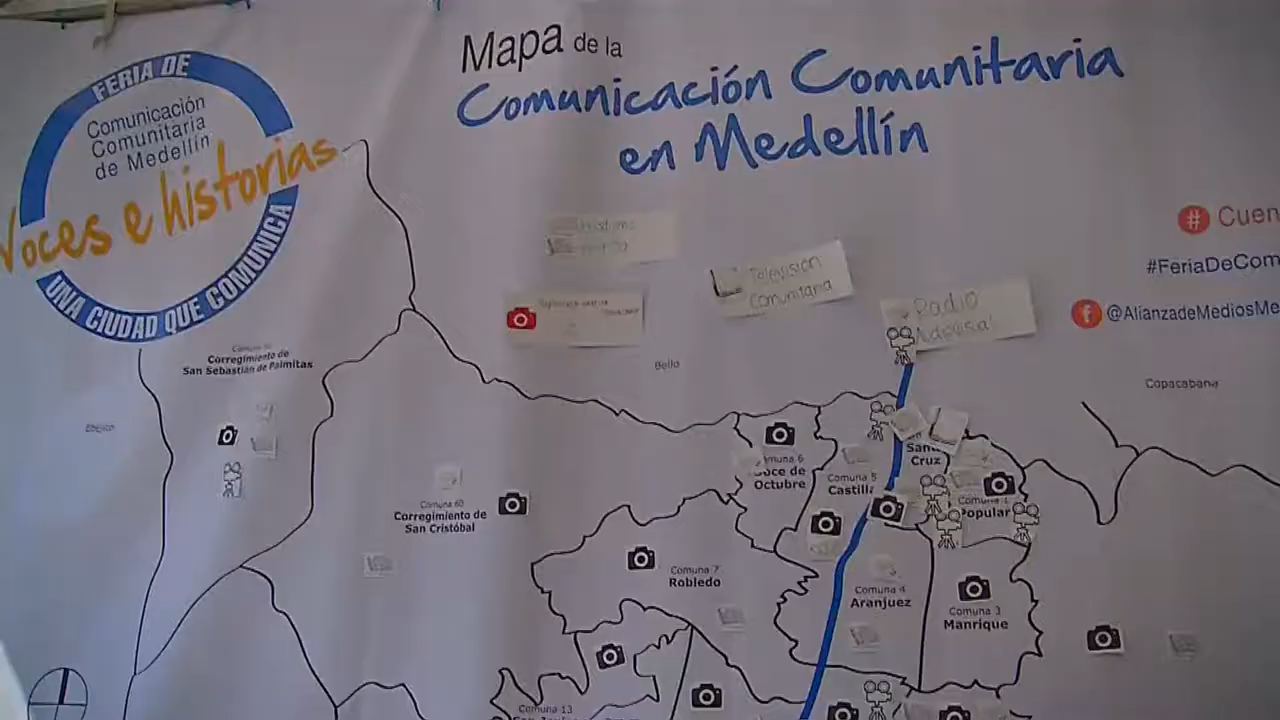 FERIA DE
Comunicación
Comunitaria
de Medellín
Voces e historias
UNA CIUDAD QUE COMUNICA
Mapa de la
Comunicación Comunitaria
en Medellín
Cuen
#FeriaDeCom
@AlianzadeMediosMe
Televisión
Comunitaria
Radio
Bello
Copacabana
Corregimiento de
San Sebastián de Palmitas
Comuna 60
Corregimiento de
San Cristóbal
Comuna 6
Doce de
Octubre
Comuna 5
Castilla
Santa
Cruz
Comuna 1
Popular
Comuna 7
Robledo
Comuna 4
Aranjuez
Comuna 3
Manrique
Comuna 13